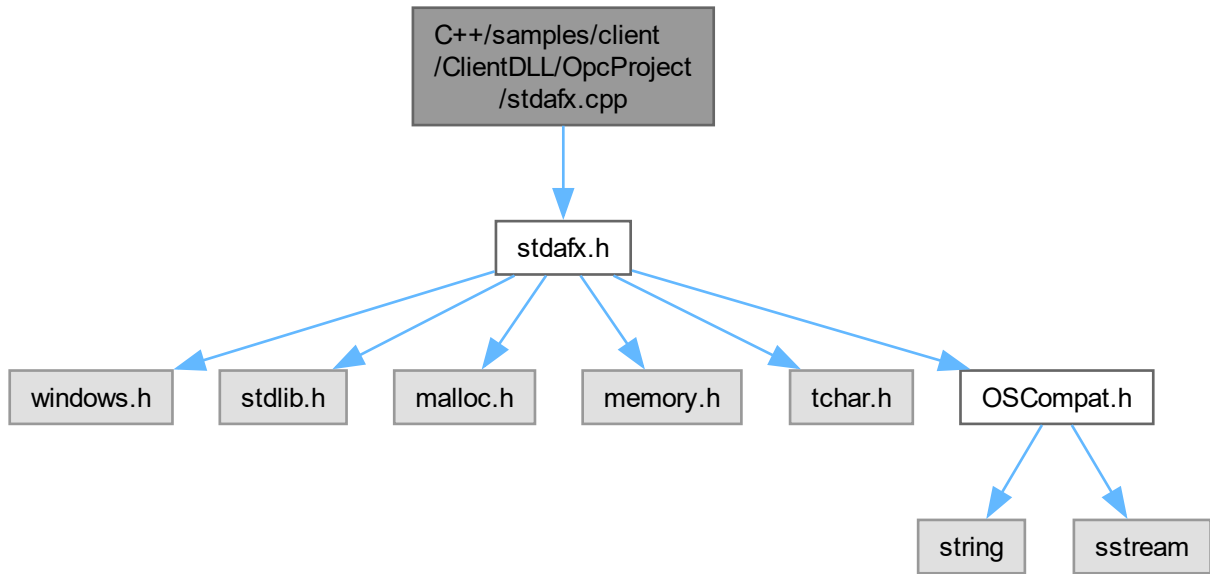 C++/samples/client
/ClientDLL/OpcProject
/stdafx.cpp
stdafx.h
windows.h
stdlib.h
malloc.h
memory.h
tchar.h
OSCompat.h
string
sstream